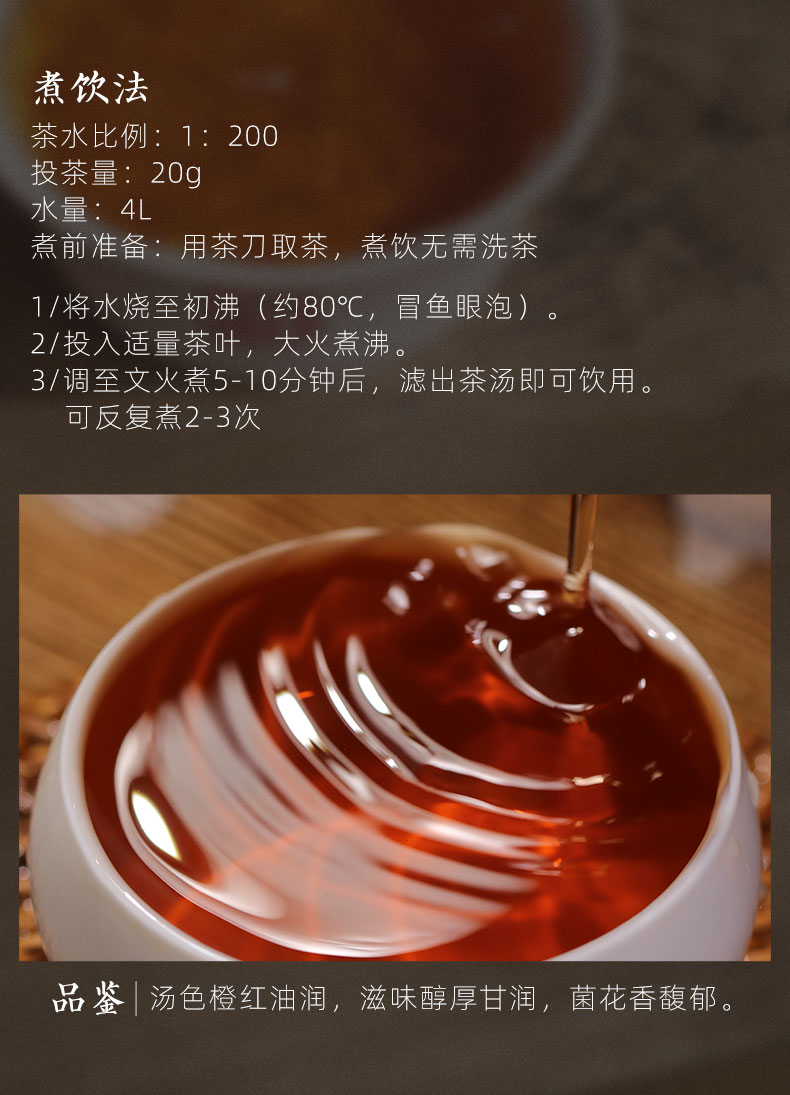 煮饮法
茶水比例：1：200
投茶量：20g
水量：4L
煮前准备：用茶刀取茶，煮饮无需洗茶
1/将水烧至初沸（约80℃，冒鱼眼泡）。
2/投入适量茶叶，大火煮沸。
3/调至文火煮5-10分钟后，滤出茶汤即可饮用。
可反复煮2-3次
品鉴|汤色橙红油润，滋味醇厚甘润，菌花香馥郁。